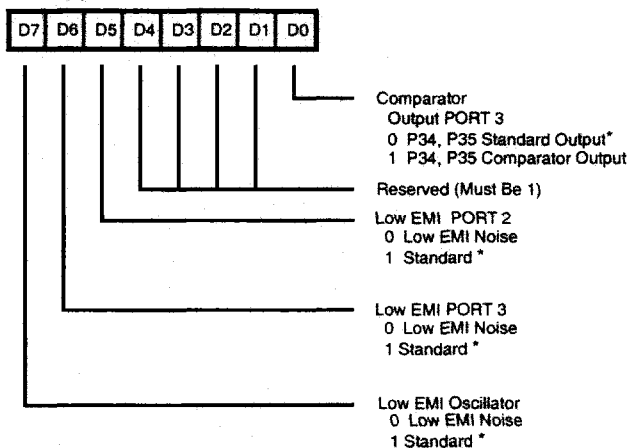 D7 D6 D5 D4 D3 D2 D1 D0
Comparator
Output PORT 3
0 P34, P35 Standard Output*
1 P34, P35 Comparator Output
Reserved (Must Be 1)
Low EMI PORT 2
0 Low EMI Noise
1 Standard *
Low EMI PORT 3
0 Low EMI Noise
1 Standard *
Low EMI Oscillator
0 Low EMI Noise
1 Standard *